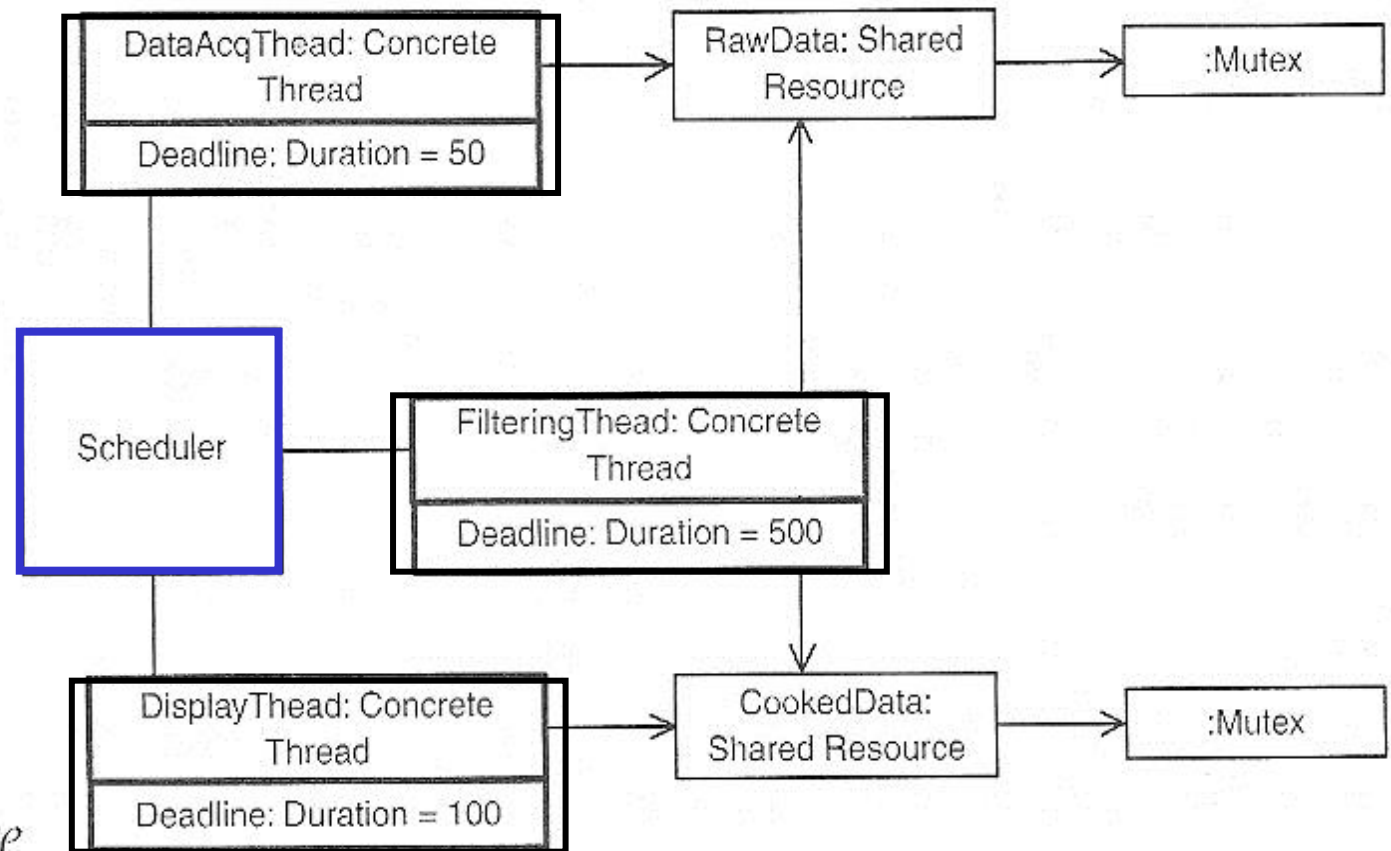 DataAcqThead: Concrete
Thread
Deadline: Duration = 50
RawData: Shared
Resource
:Mutex
Scheduler
FilteringThead: Concrete
Thread
Deadline: Duration = 500
DisplayThead: Concrete
Thread
Deadline: Duration = 100
CookedData:
Shared Resource
:Mutex
e